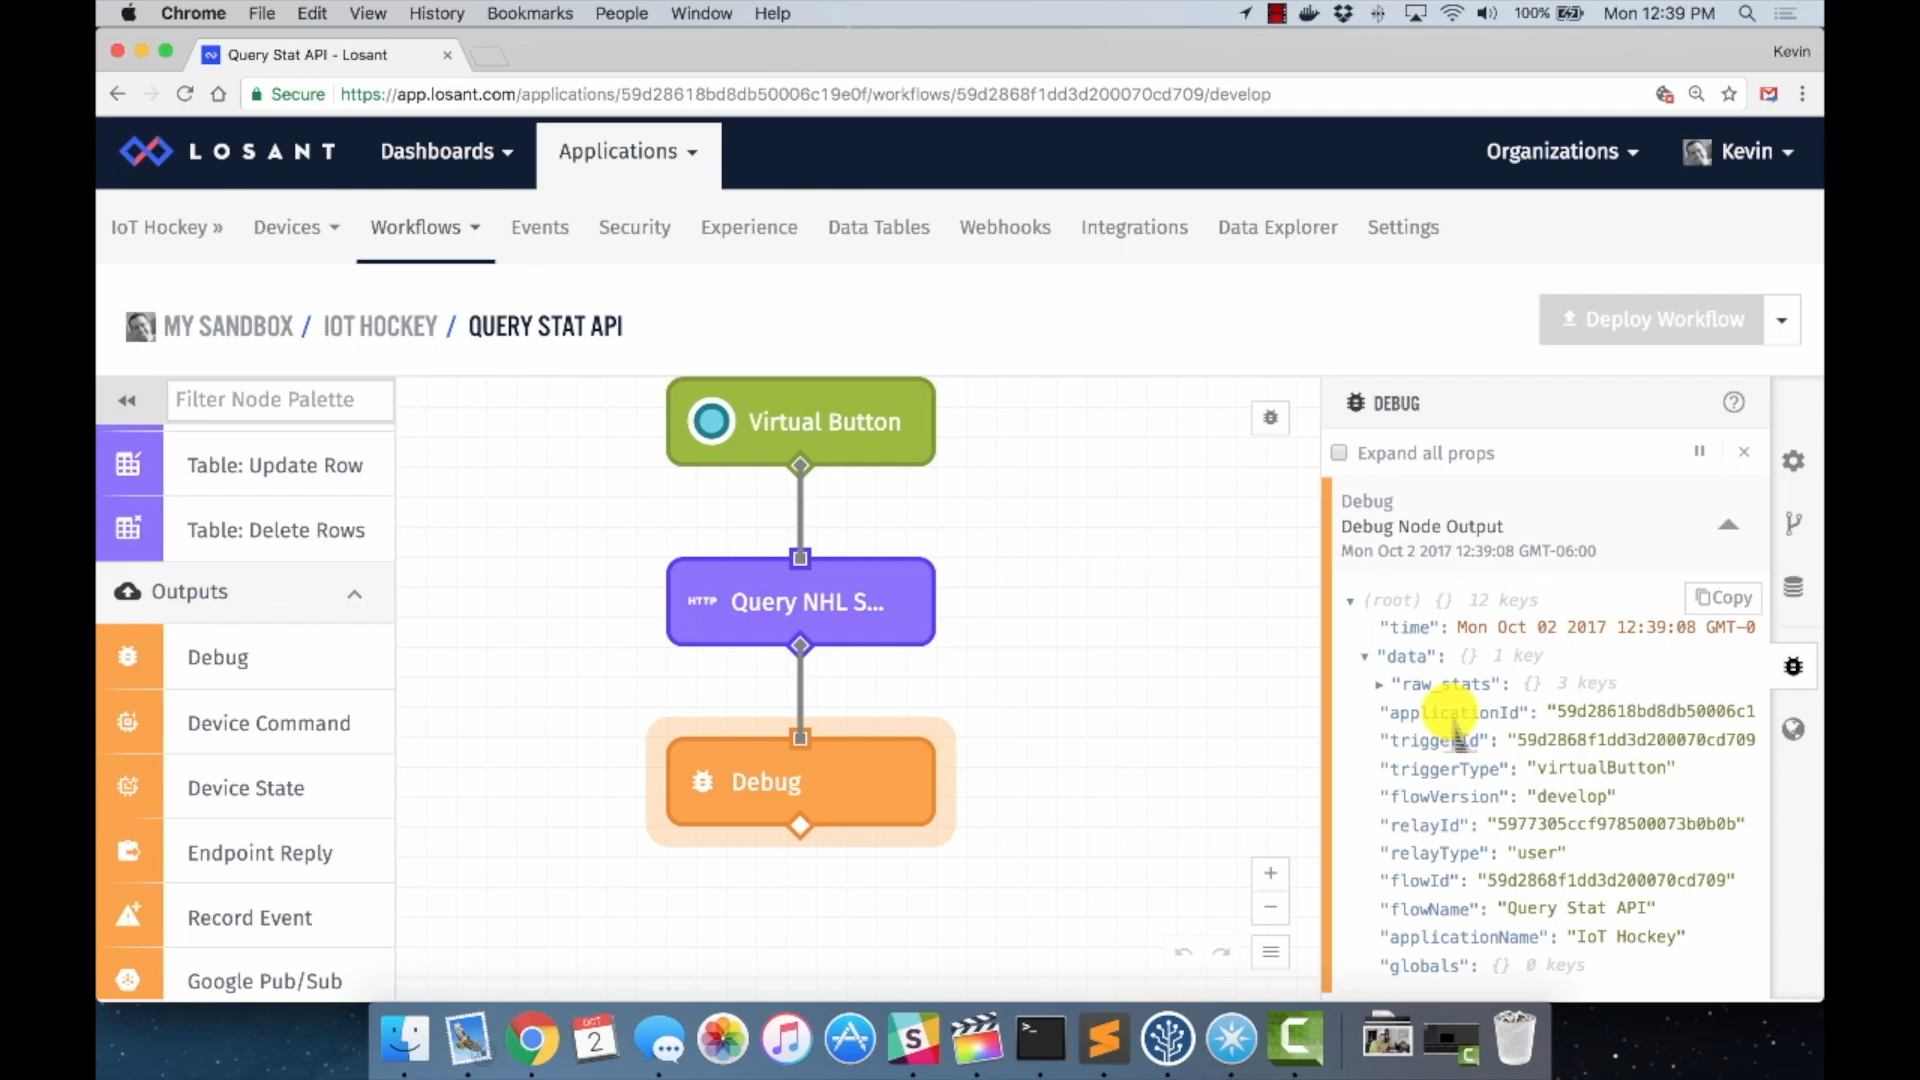 Chrome File Edit View History Bookmarks People Window Help 100% Mon 12:39 PM
Query Stat API - Losant
Kevin
Secure https://app.losant.com/applications/59d28618bd8db50006c19e0f/workflows/59d2868f1dd3d200070cd709/develop
LOSANT Dashboards Applications Organizations Kevin
IoT Hockey » Devices Workflows Events Security Experience Data Tables Webhooks Integrations Data Explorer Settings
MY SANDBOX / IOT HOCKEY / QUERY STAT API
Deploy Workflow
Filter Node Palette
Table: Update Row
Table: Delete Rows
Outputs
Debug
Device Command
Device State
Endpoint Reply
Record Event
Google Pub/Sub
Virtual Button
HTTP Query NHL S...
Debug
DEBUG
Expand all props
Debug
Debug Node Output
Mon Oct 2 2017 12:39:08 GMT-06:00
(root) {} 12 keys
Copy
"time": Mon Oct 02 2017 12:39:08 GMT-0
"data": {} 1 key
"raw_stats": {} 3 keys
"applicationId": "59d28618bd8db50006c1
"triggerId": "59d2868f1dd3d200070cd709
"triggerType": "virtualButton"
"flowVersion": "develop"
"relayId": "5977305ccf978500073b0b0b"
"relayType": "user"
"flowId": "59d2868f1dd3d200070cd709"
"flowName": "Query Stat API"
"applicationName": "IoT Hockey"
"globals": {} 0 keys
OCT
2